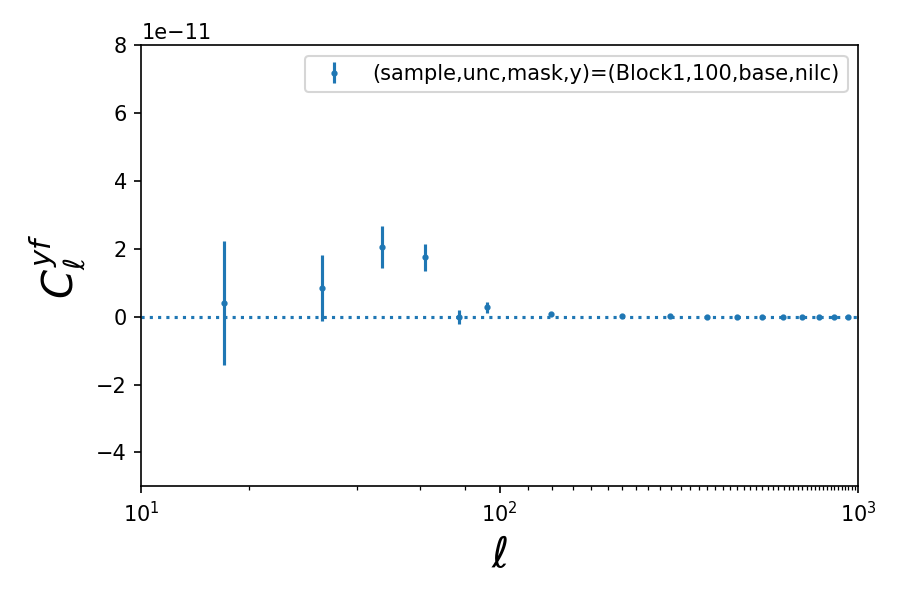 1e−11
(sample,unc,mask,y)=(Block1,100,base,nilc)
8
6
4
2
0
−2
−4
C_ℓ^{yf}
10^1
10^2
10^3
ℓ